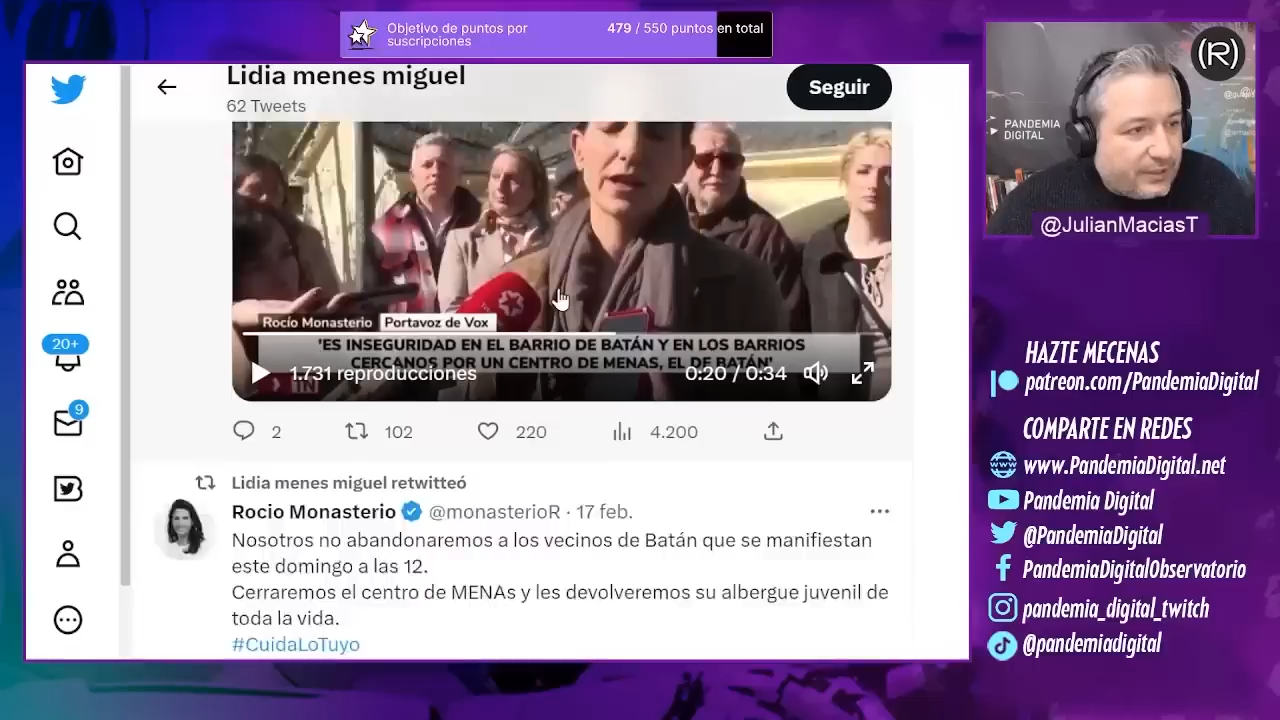 Objetivo de puntos por
suscripciones
479 / 550 puntos en total
Lidia menes miguel
62 Tweets
Seguir
Rocío Monasterio Portavoz de Vox
'ES INSEGURIDAD EN EL BARRIO DE BATÁN Y EN LOS BARRIOS
CERCANOS POR UN CENTRO DE MENAS, EL DE BATÁN'
1.731 reproducciones
0:20 / 0:34
20+
9
2
102
220
4.200
Lidia menes miguel retwitteó
Rocio Monasterio @monasterioR · 17 feb.
Nosotros no abandonaremos a los vecinos de Batán que se manifiestan
este domingo a las 12.
Cerraremos el centro de MENAs y les devolveremos su albergue juvenil de
toda la vida.
#CuidaLoTuyo
(R)
PANDEMIA
DIGITAL
@JulianMaciasT
HAZTE MECENAS
patreon.com/PandemiaDigital
COMPARTE EN REDES
www.PandemiaDigital.net
Pandemia Digital
@PandemiaDigital
PandemiaDigitalObservatorio
pandemia_digital_twitch
@pandemiadigital